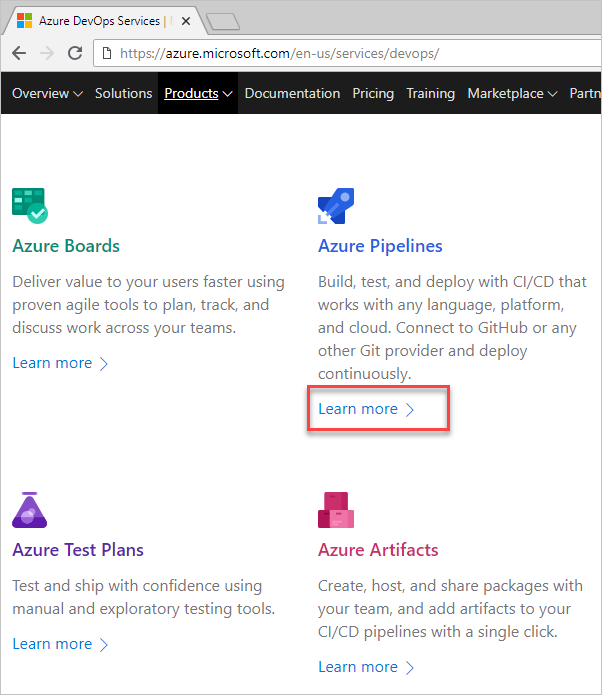 Azure DevOps Services |
https://azure.microsoft.com/en-us/services/devops/
Overview Solutions Products Documentation Pricing Training Marketplace Partn
Azure Boards
Deliver value to your users faster using
proven agile tools to plan, track, and
discuss work across your teams.
Learn more
Azure Pipelines
Build, test, and deploy with CI/CD that
works with any language, platform,
and cloud. Connect to GitHub or any
other Git provider and deploy
continuously.
Learn more
Azure Test Plans
Test and ship with confidence using
manual and exploratory testing tools.
Learn more
Azure Artifacts
Create, host, and share packages with
your team, and add artifacts to your
CI/CD pipelines with a single click.
Learn more